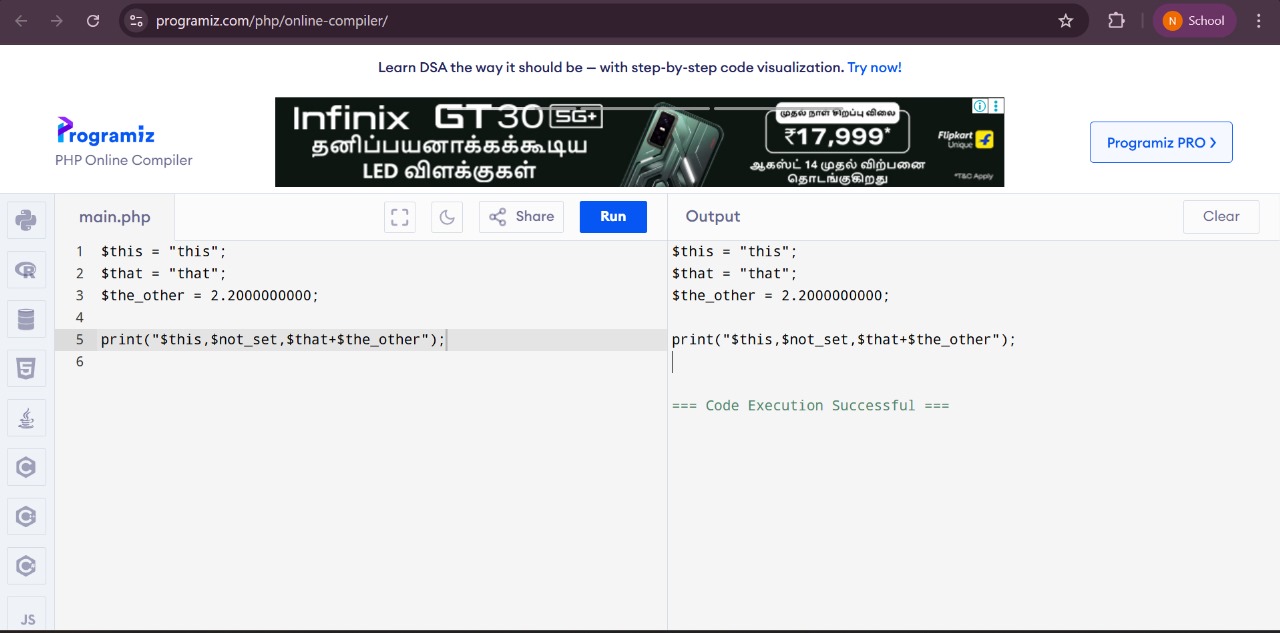 programiz.com/php/online-compiler/
N School
Learn DSA the way it should be — with step-by-step code visualization. Try now!
Programiz
PHP Online Compiler
Infinix GT 30 5G+
தனிப்பயனாக்கக்கூடிய
LED விளக்குகள்
முதல் நாள் சிறப்பு விலை
₹17,999*
ஆகஸ்ட் 14 முதல் விற்பனை
தொடங்குகிறது
Flipkart
Unique
*T&C Apply
Programiz PRO
main.php
Share
Run
Output
Clear
1 $this = "this";
2 $that = "that";
3 $the_other = 2.2000000000;
4
5 print("$this,$not_set,$that+$the_other");
6
$this = "this";
$that = "that";
$the_other = 2.2000000000;
print("$this,$not_set,$that+$the_other");
=== Code Execution Successful ===
R
5
C
C
C
JS